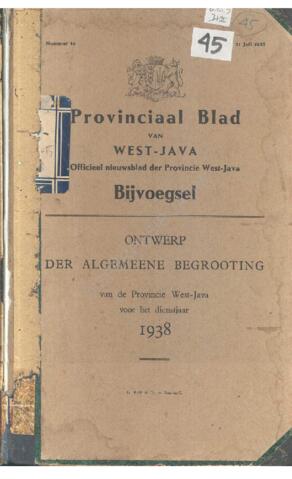 45
45
Provinciaal Blad
VAN
WEST-JAVA
Officieel nieuwsblad der Provincie West-Java
Bijvoegsel
ONTWERP
DER ALGEMEENE BEGROOTING
van de Provincie West-Java
voor het dienstjaar
1938